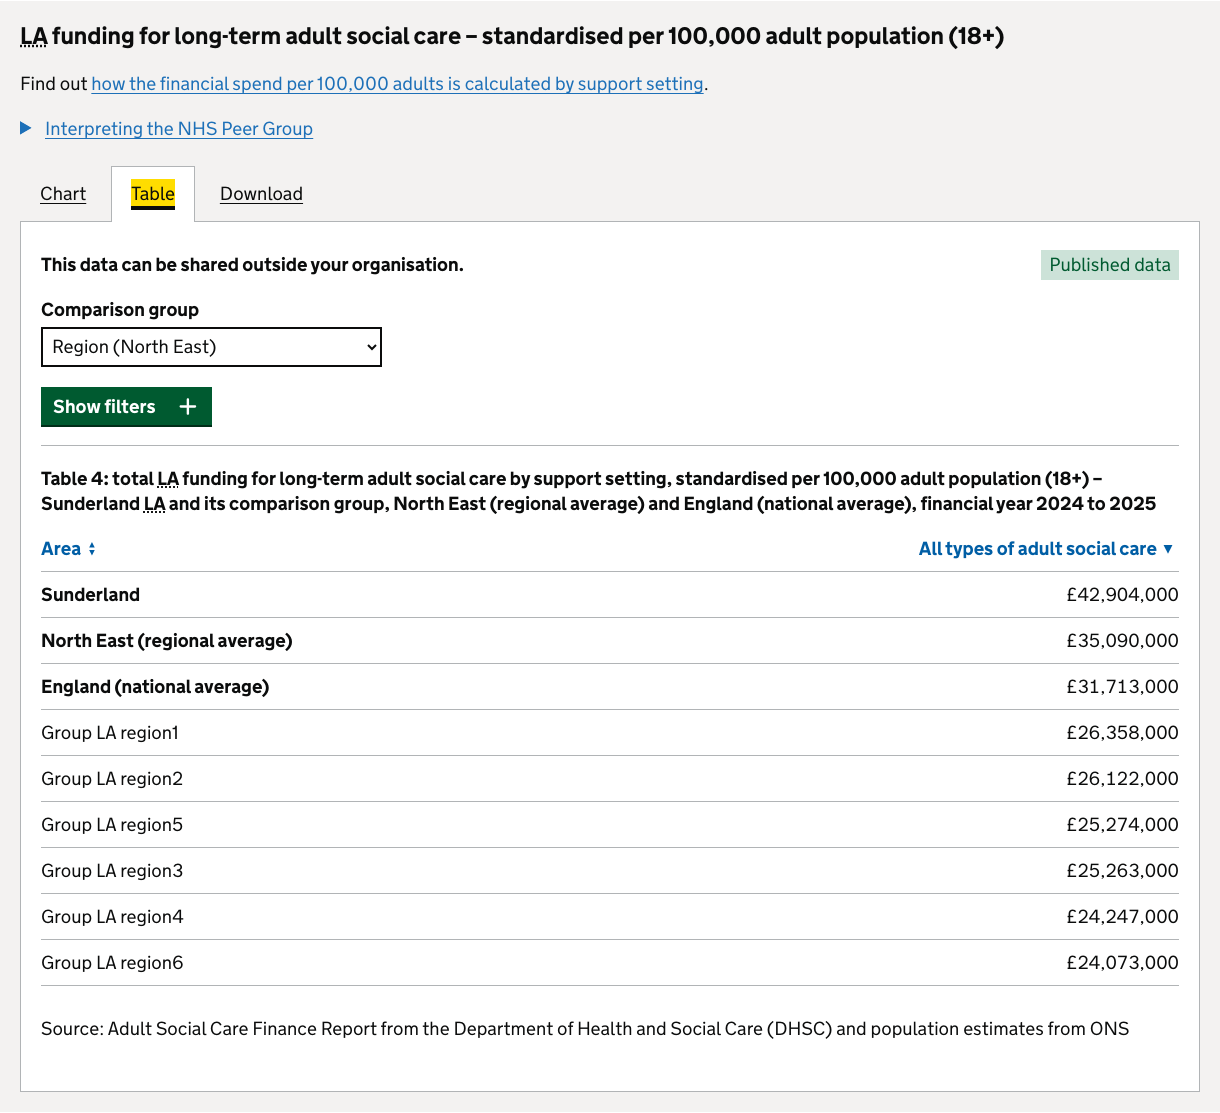 LA funding for long-term adult social care – standardised per 100,000 adult population (18+)
Find out how the financial spend per 100,000 adults is calculated by support setting.
Interpreting the NHS Peer Group
Chart
Table
Download
This data can be shared outside your organisation.
Published data
Comparison group
Region (North East)
Show filters
Table 4: total LA funding for long-term adult social care by support setting, standardised per 100,000 adult population (18+) –
Sunderland LA and its comparison group, North East (regional average) and England (national average), financial year 2024 to 2025
Area All types of adult social care
Sunderland £42,904,000
North East (regional average) £35,090,000
England (national average) £31,713,000
Group LA region1 £26,358,000
Group LA region2 £26,122,000
Group LA region5 £25,274,000
Group LA region3 £25,263,000
Group LA region4 £24,247,000
Group LA region6 £24,073,000
Source: Adult Social Care Finance Report from the Department of Health and Social Care (DHSC) and population estimates from ONS